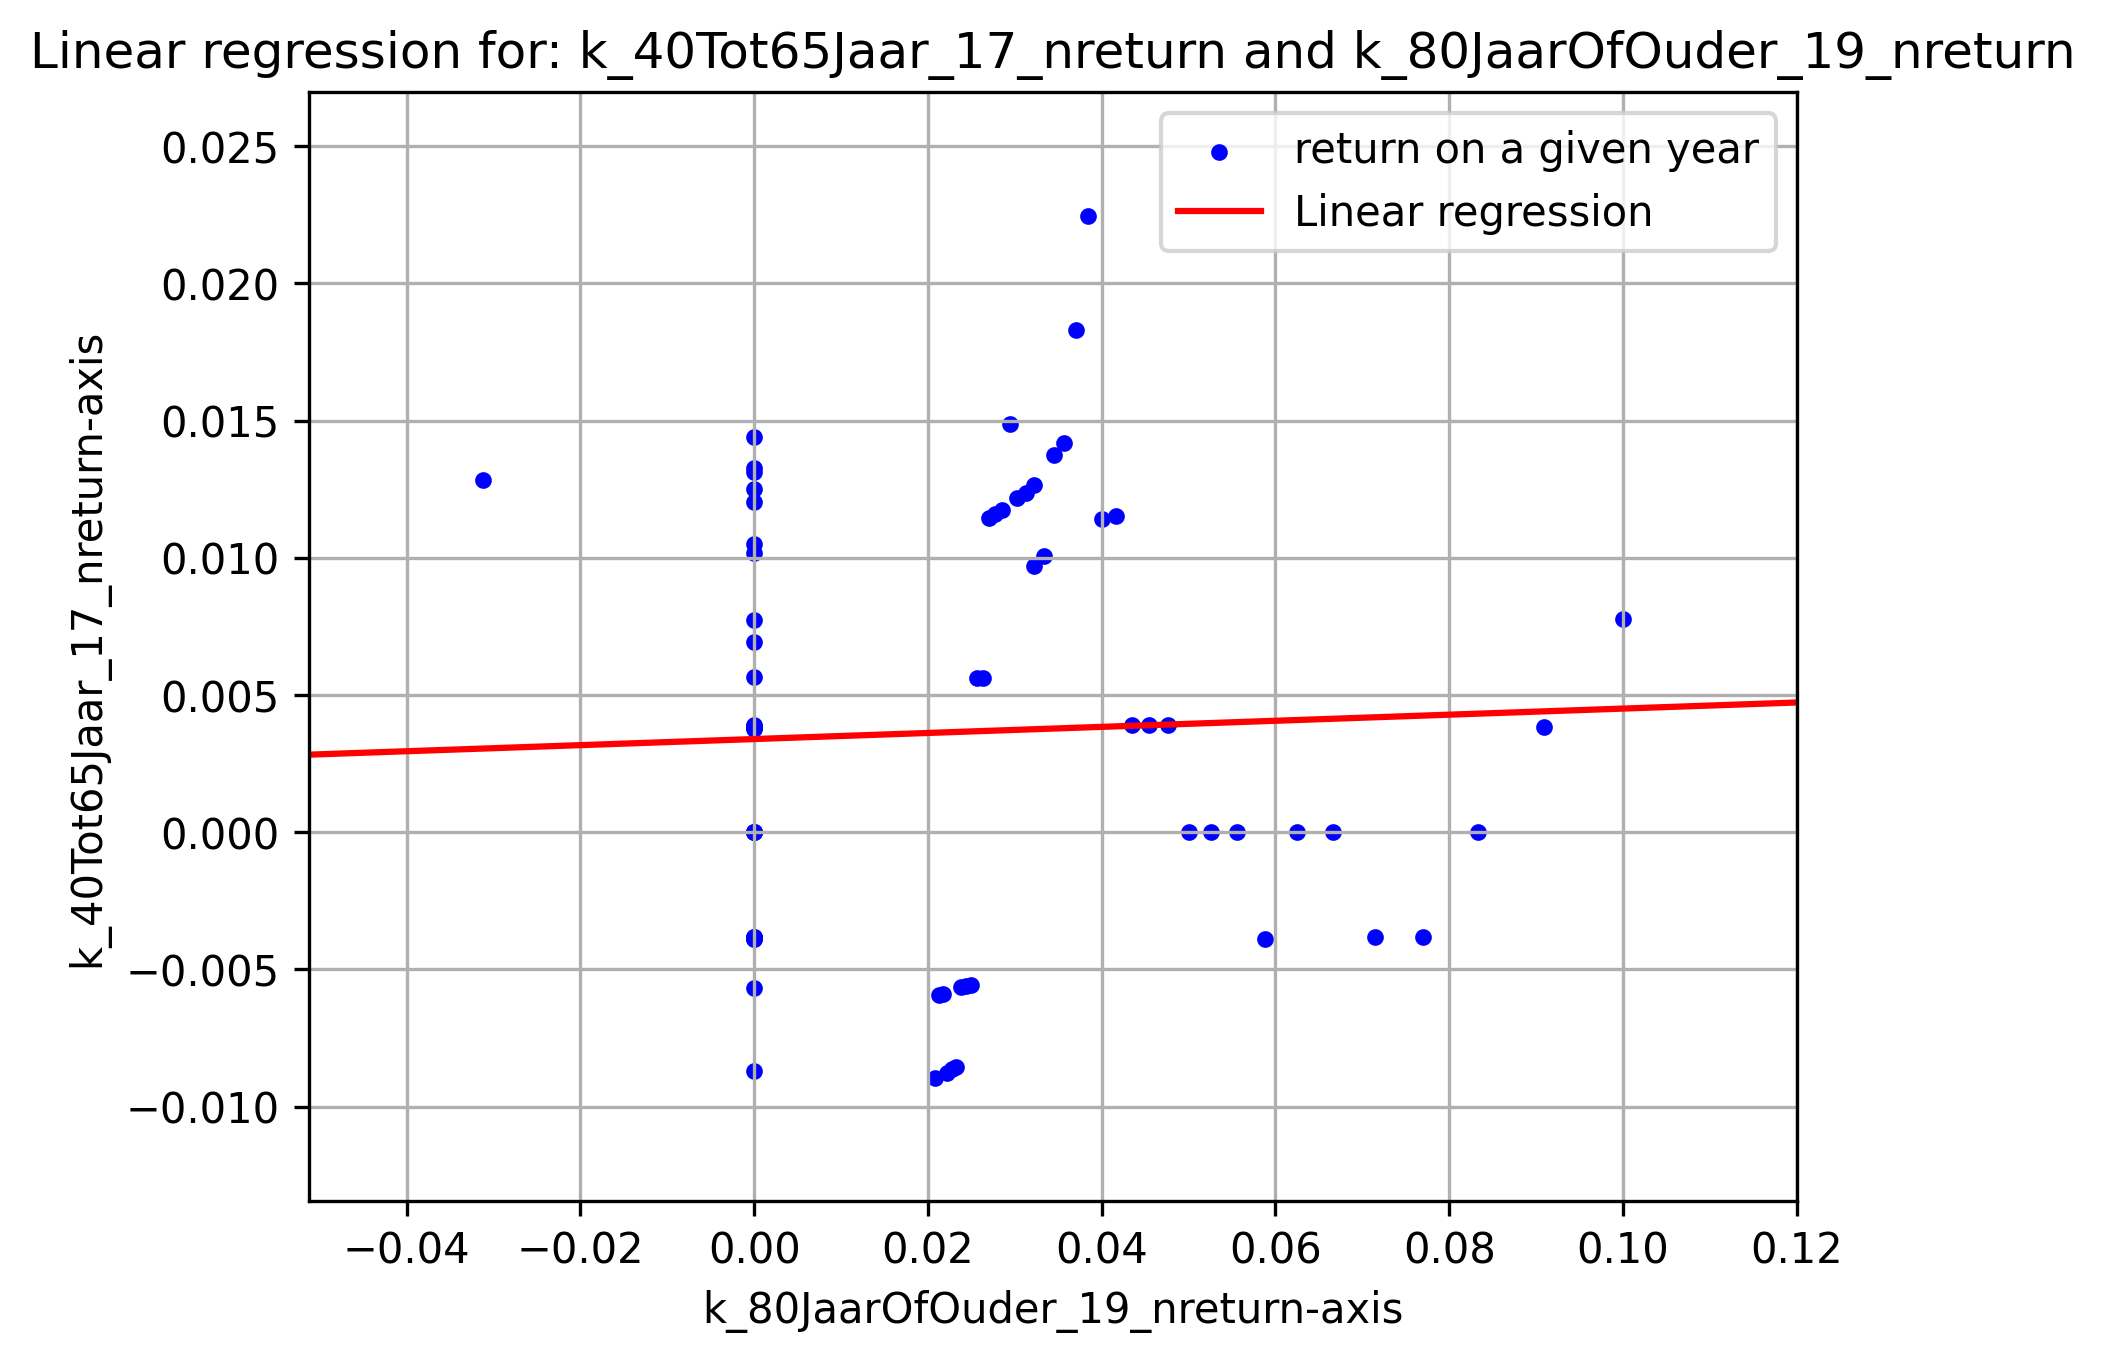 Linear regression for: k_40Tot65Jaar_17_nreturn and k_80JaarOfOuder_19_nreturn
return on a given year
Linear regression
0.025
0.020
0.015
0.010
0.005
0.000
−0.005
−0.010
k_40Tot65Jaar_17_nreturn-axis
−0.04 −0.02 0.00 0.02 0.04 0.06 0.08 0.10 0.12
k_80JaarOfOuder_19_nreturn-axis